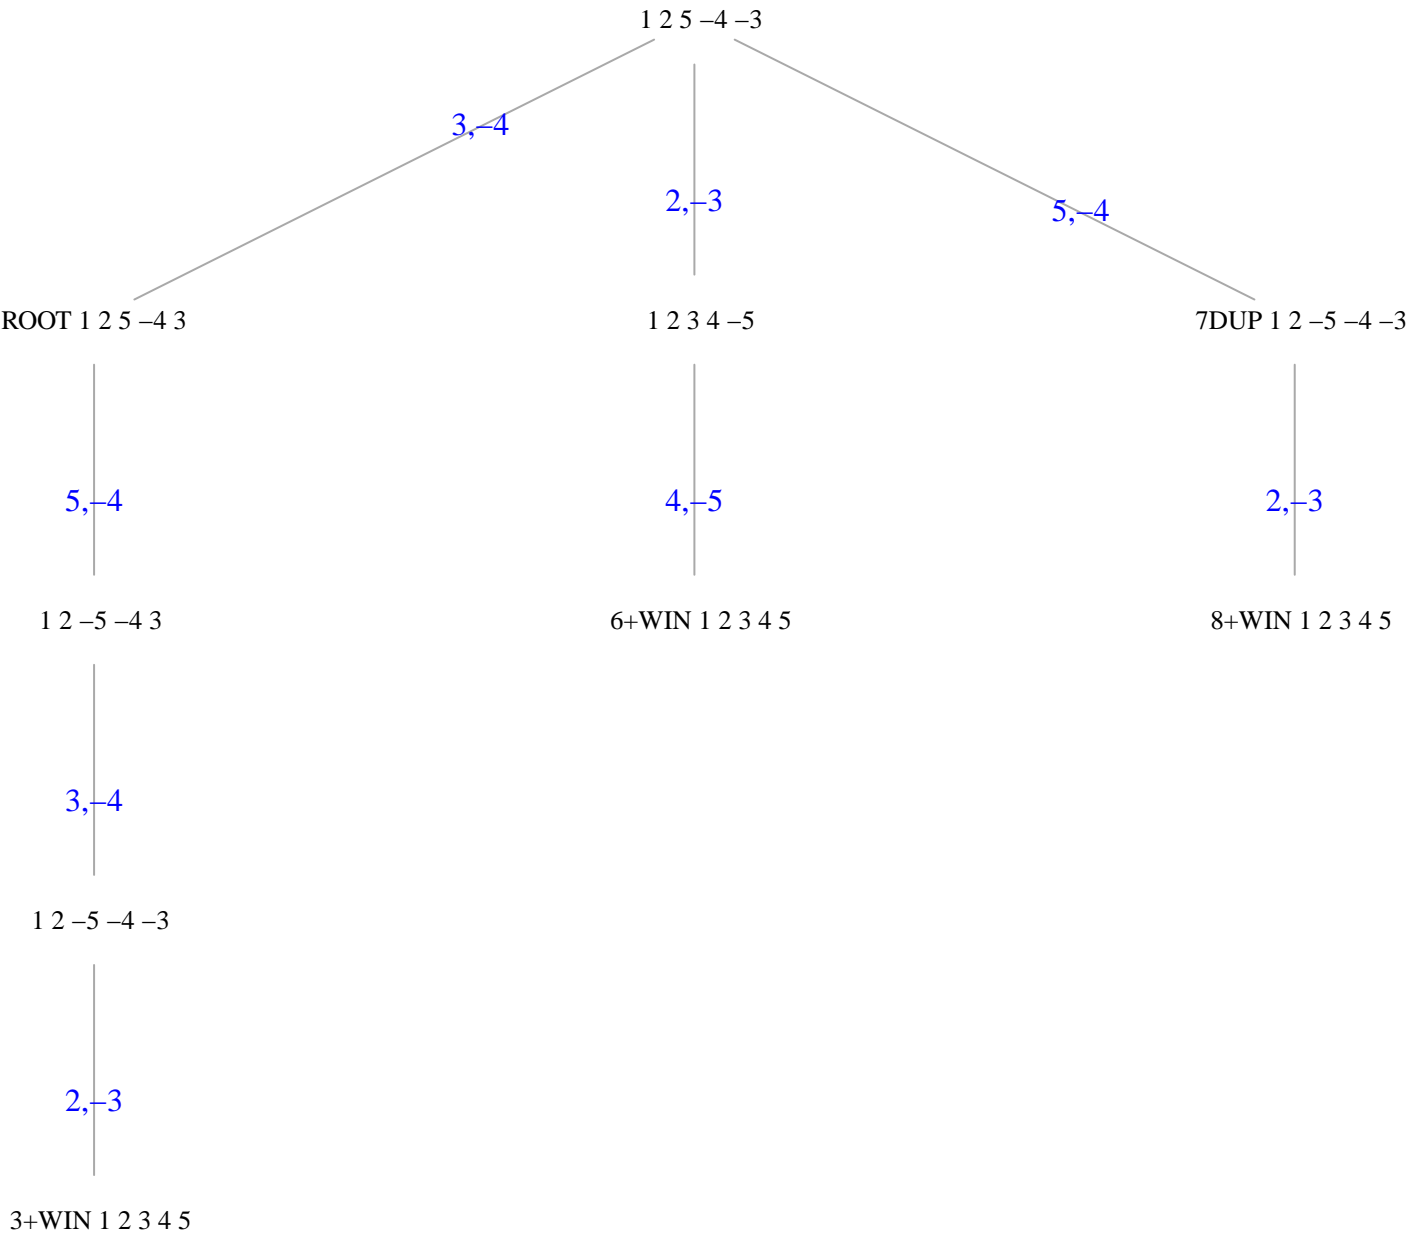 1 2 5 –4 –3
3,–4
2,–3
5,–4
ROOT 1 2 5 –4 3
1 2 3 4 –5
7DUP 1 2 –5 –4 –3
5,–4
4,–5
2,–3
1 2 –5 –4 3
6+WIN 1 2 3 4 5
8+WIN 1 2 3 4 5
3,–4
1 2 –5 –4 –3
2,–3
3+WIN 1 2 3 4 5